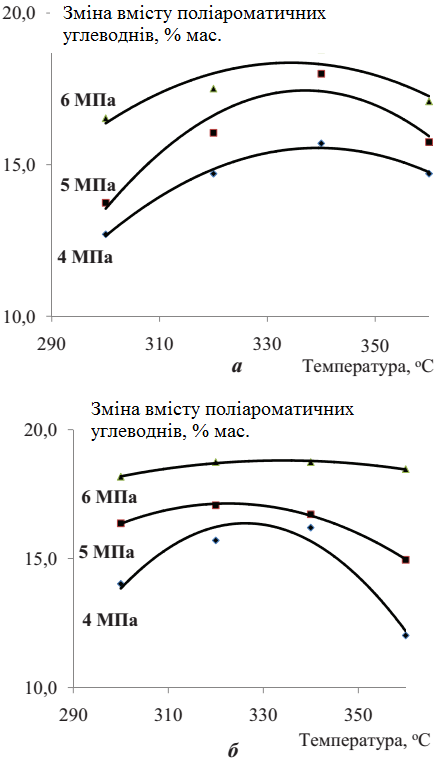 Зміна вмісту поліароматичних
20,0
углеводнів, % мас.
6 МПа
15,0
5 МПа
4 МПа
10,0
290 310 330 350
а Температура, °С
Зміна вмісту поліароматичних
углеводнів, % мас.
20,0
6 МПа
5 МПа
15,0
4 МПа
10,0
290 310 330 350
б Температура, °С